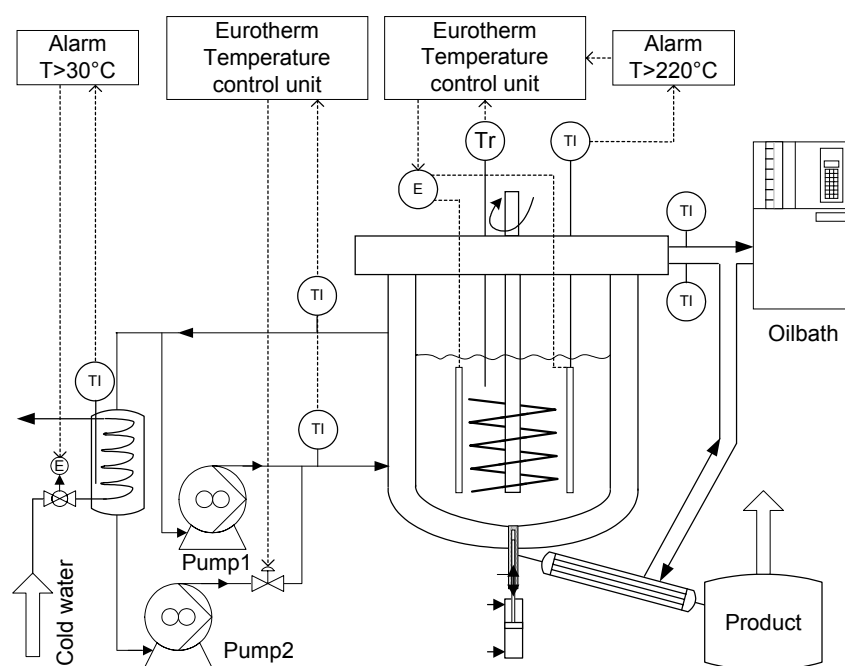 Alarm
T>30°C
Eurotherm
Temperature
control unit
Eurotherm
Temperature
control unit
Alarm
T>220°C
Tr
TI
E
TI
TI
Oilbath
TI
TI
TI
E
Pump1
Pump2
Cold water
Product